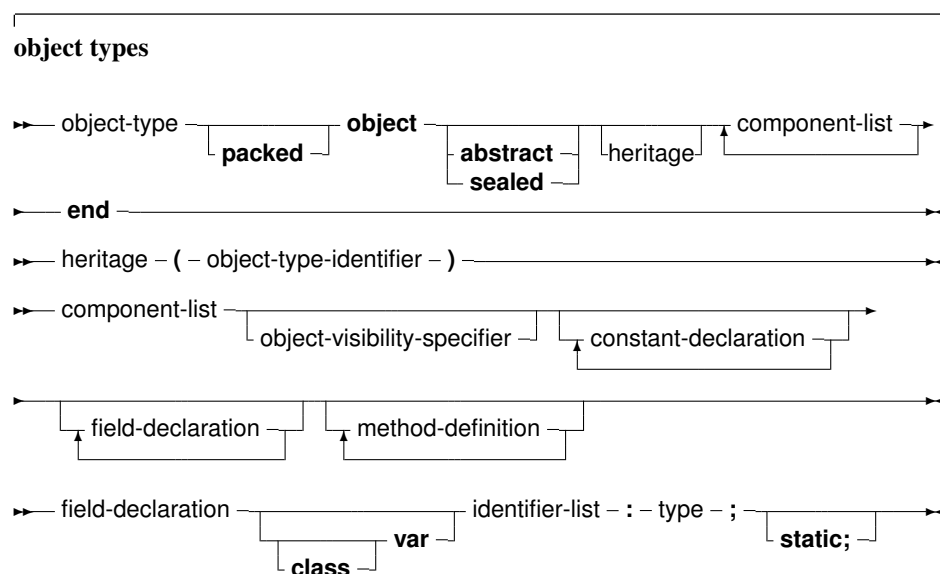 object types
object-type packed object abstract sealed heritage component-list
end
heritage ( object-type-identifier )
component-list object-visibility-specifier constant-declaration
field-declaration method-definition
field-declaration class var identifier-list : type ; static;